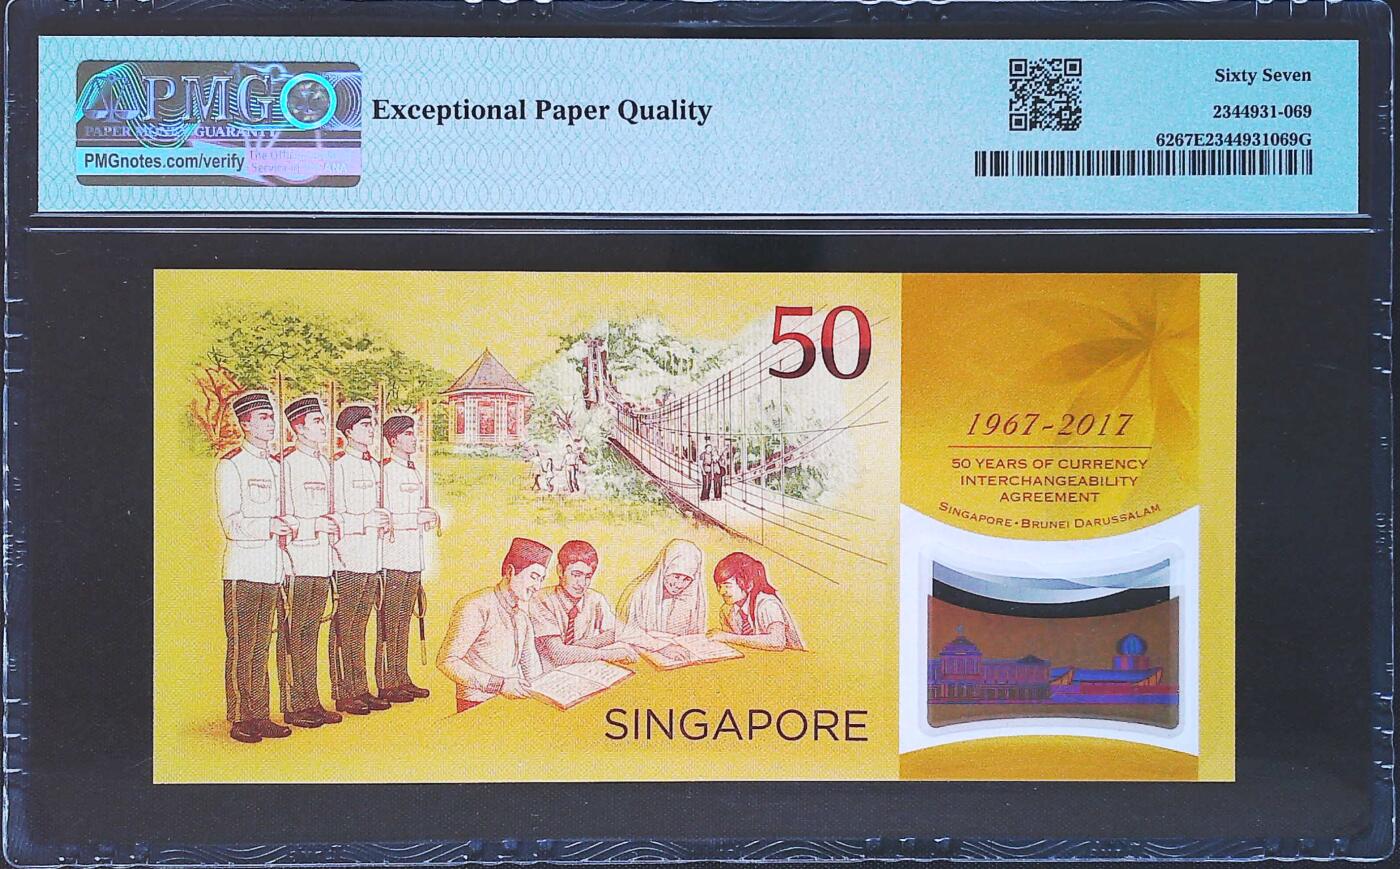 PMG
PAPER MONEY GUARANTY
PMGnotes.com/verify
Exceptional Paper Quality
Sixty Seven
2344931-069
6267E2344931069G
50
1967-2017
50 YEARS OF CURRENCY
INTERCHANGEABILITY
AGREEMENT
SINGAPORE • BRUNEI DARUSSALAM
SINGAPORE